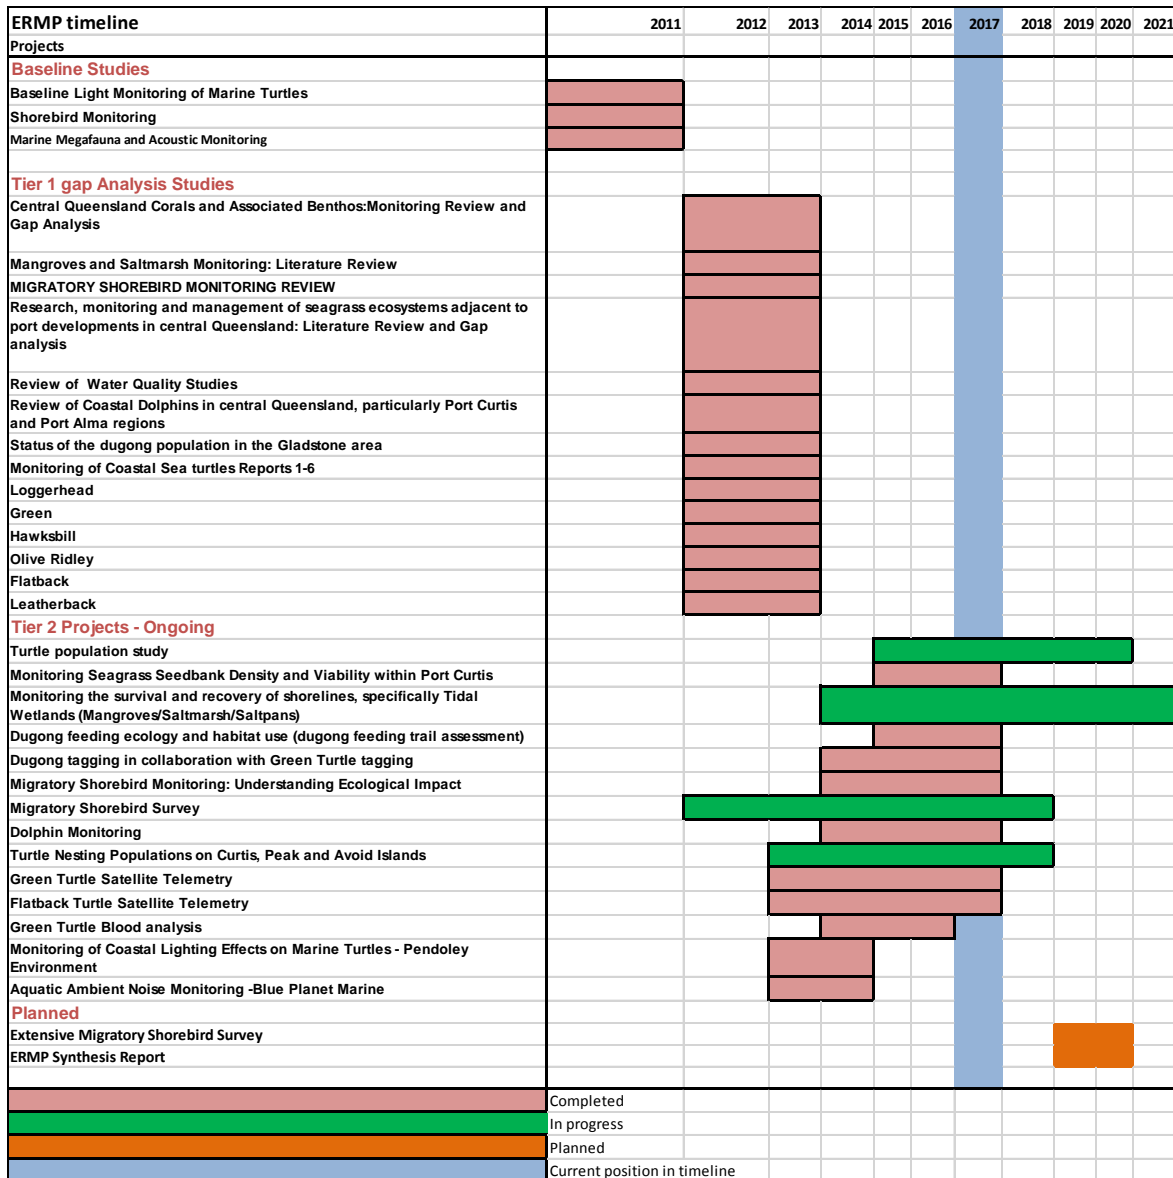 ERMP timeline 2011 2012 2013 2014 2015 2016 2017 2018 2019 2020 2021
Projects
Baseline Studies
Baseline Light Monitoring of Marine Turtles
Shorebird Monitoring
Marine Megafauna and Acoustic Monitoring
Tier 1 gap Analysis Studies
Central Queensland Corals and Associated Benthos:Monitoring Review and
Gap Analysis
Mangroves and Saltmarsh Monitoring: Literature Review
MIGRATORY SHOREBIRD MONITORING REVIEW
Research, monitoring and management of seagrass ecosystems adjacent to
port developments in central Queensland: Literature Review and Gap
analysis
Review of Water Quality Studies
Review of Coastal Dolphins in central Queensland, particularly Port Curtis
and Port Alma regions
Status of the dugong population in the Gladstone area
Monitoring of Coastal Sea turtles Reports 1-6
Loggerhead
Green
Hawksbill
Olive Ridley
Flatback
Leatherback
Tier 2 Projects - Ongoing
Turtle population study
Monitoring Seagrass Seedbank Density and Viability within Port Curtis
Monitoring the survival and recovery of shorelines, specifically Tidal
Wetlands (Mangroves/Saltmarsh/Saltpans)
Dugong feeding ecology and habitat use (dugong feeding trail assessment)
Dugong tagging in collaboration with Green Turtle tagging
Migratory Shorebird Monitoring: Understanding Ecological Impact
Migratory Shorebird Survey
Dolphin Monitoring
Turtle Nesting Populations on Curtis, Peak and Avoid Islands
Green Turtle Satellite Telemetry
Flatback Turtle Satellite Telemetry
Green Turtle Blood analysis
Monitoring of Coastal Lighting Effects on Marine Turtles - Pendoley
Environment
Aquatic Ambient Noise Monitoring -Blue Planet Marine
Planned
Extensive Migratory Shorebird Survey
ERMP Synthesis Report
Completed
In progress
Planned
Current position in timeline